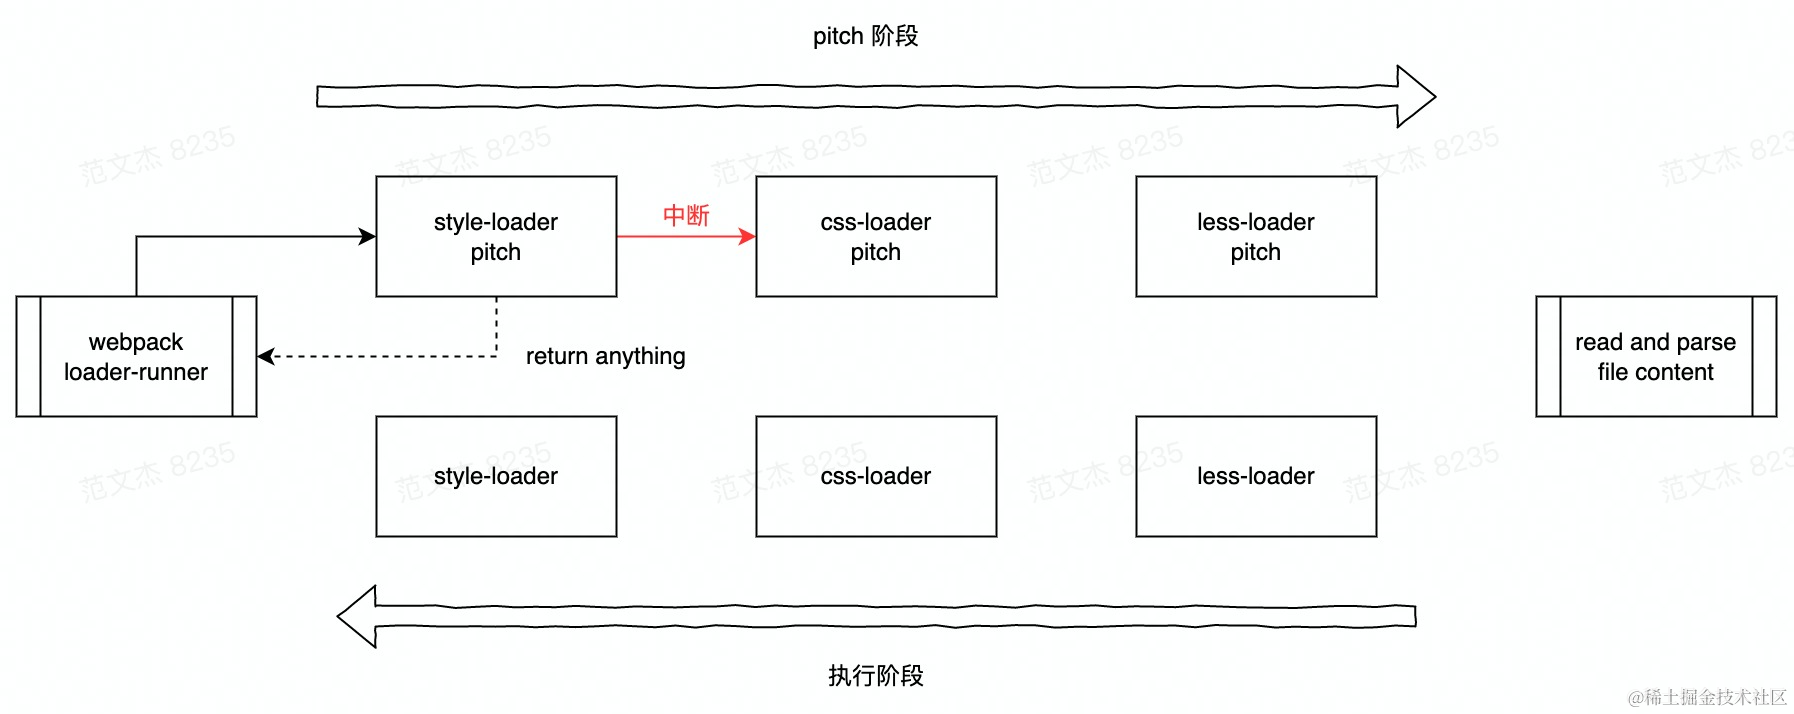 pitch 阶段
范文杰 8235
范文杰 8235
范文杰 8235
范文杰 8235
范文杰 8235
范文杰 8235
style-loader
pitch
中断
css-loader
pitch
less-loader
pitch
webpack
loader-runner
return anything
read and parse
file content
范文杰 8235
范文杰 8235
范文杰 8235
范文杰 8235
范文杰 8235
范文杰 8235
style-loader
css-loader
less-loader
执行阶段
@稀土掘金技术社区